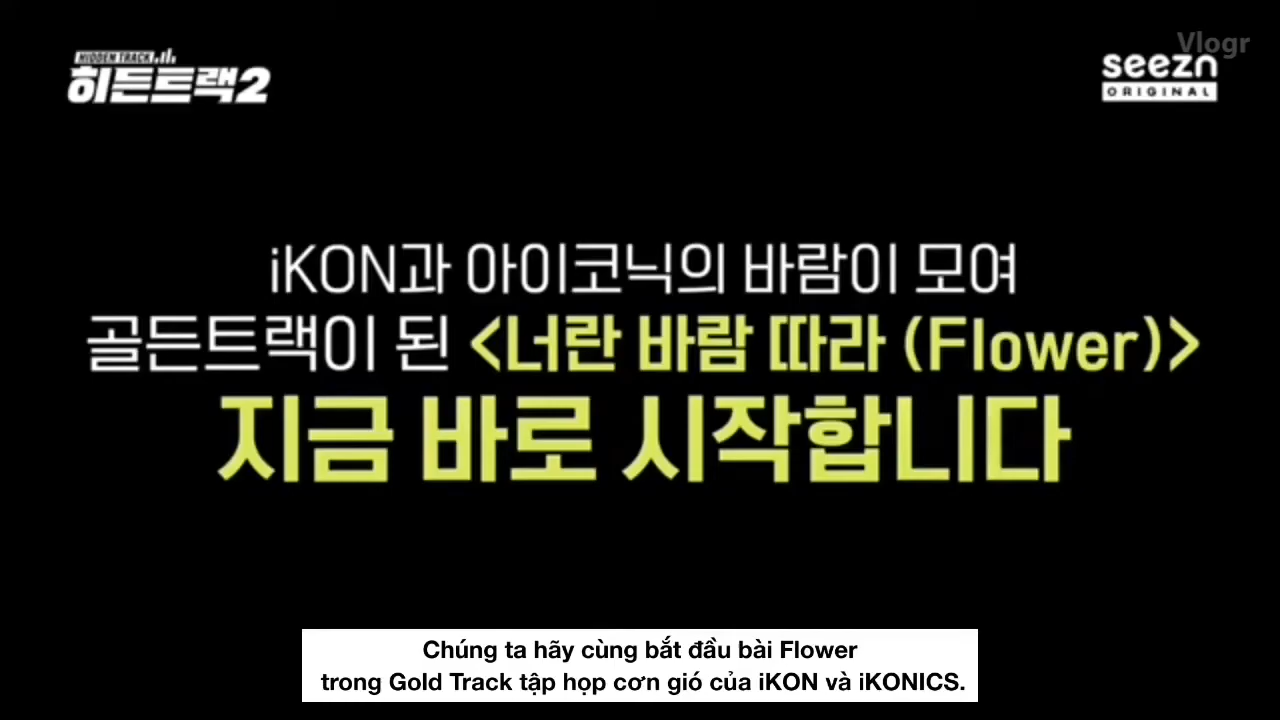 HIDDEN TRACK
히든트랙2
Vlogr
seezn
ORIGINAL
iKON과 아이코닉의 바람이 모여
골든트랙이 된 <너란 바람 따라 (Flower)>
지금 바로 시작합니다
Chúng ta hãy cùng bắt đầu bài Flower
trong Gold Track tập họp cơn gió của iKON và iKONICS.